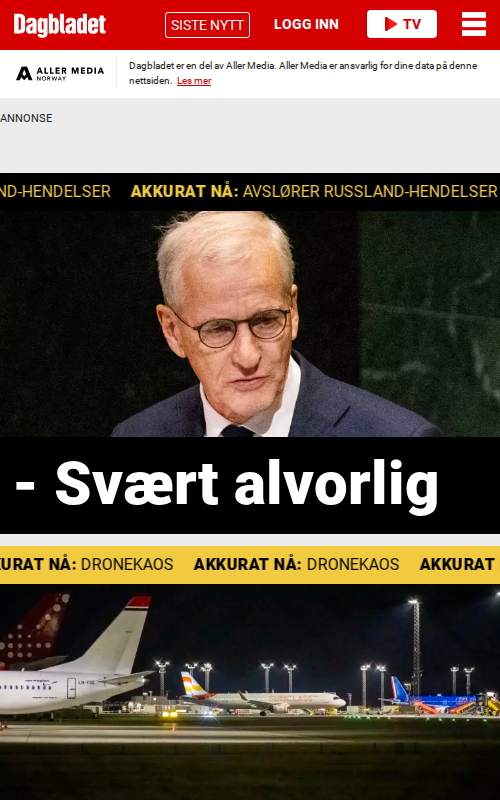 Dagbladet
SISTE NYTT
LOGG INN
TV
ALLER MEDIA
NORWAY
Dagbladet er en del av Aller Media. Aller Media er ansvarlig for dine data på denne
nettsiden. Les mer
ANNONSE
ND-HENDELSER AKKURAT NÅ: AVSLØRER RUSSLAND-HENDELSER
- Svært alvorlig
KURAT NÅ: DRONEKAOS AKKURAT NÅ: DRONEKAOS AKKURAT